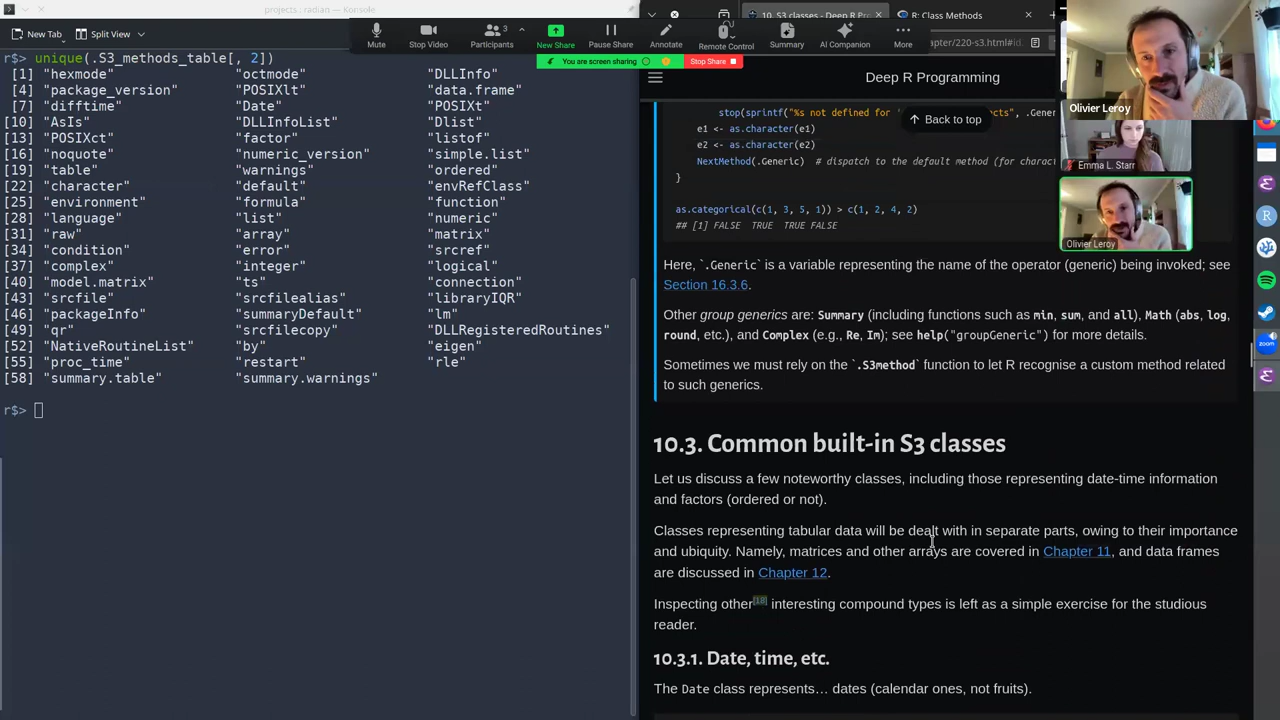 projects : radian — Konsole
New Tab
Split View
r$> unique(.S3_methods_table[, 2])
[1] "hexmode" "octmode" "DLLInfo"
[4] "package_version" "POSIXlt" "data.frame"
[7] "difftime" "Date" "POSIXt"
[10] "AsIs" "DLLInfoList" "Dlist"
[13] "POSIXct" "factor" "listof"
[16] "noquote" "numeric_version" "simple.list"
[19] "table" "warnings" "ordered"
[22] "character" "default" "envRefClass"
[25] "environment" "formula" "function"
[28] "language" "list" "numeric"
[31] "raw" "array" "matrix"
[34] "condition" "error" "srcref"
[37] "complex" "integer" "logical"
[40] "model.matrix" "ts" "connection"
[43] "srcfile" "srcfilealias" "libraryIQR"
[46] "packageInfo" "summaryDefault" "lm"
[49] "qr" "srcfilecopy" "DLLRegisteredRoutines"
[52] "NativeRoutineList" "by" "eigen"
[55] "proc_time" "restart" "rle"
[58] "summary.table" "summary.warnings"
r$>
Mute
Stop Video
Participants
3
New Share
Pause Share
Annotate
Remote Control
Summary
AI Companion
More
You are screen sharing
Stop Share
10. S3 classes - Deep R Pro
R: Class Methods
apter/220-s3.html#id
Deep R Programming
Back to top
stop(sprintf("%s not defined for
ects", .Gener
e1 <- as.character(e1)
e2 <- as.character(e2)
NextMethod(.Generic) # dispatch to the default method (for charac
}
as.categorical(c(1, 3, 5, 1)) > c(1, 2, 4, 2)
## [1] FALSE TRUE TRUE FALSE
Here, `.Generic` is a variable representing the name of the operator (generic) being invoked; see
Section 16.3.6.
Other group generics are: Summary (including functions such as min, sum, and all), Math (abs, log,
round, etc.), and Complex (e.g., Re, Im); see help("groupGeneric") for more details.
Sometimes we must rely on the `.S3method` function to let R recognise a custom method related
to such generics.
10.3. Common built-in S3 classes
Let us discuss a few noteworthy classes, including those representing date-time information
and factors (ordered or not).
Classes representing tabular data will be dealt with in separate parts, owing to their importance
and ubiquity. Namely, matrices and other arrays are covered in Chapter 11, and data frames
are discussed in Chapter 12.
Inspecting other[18] interesting compound types is left as a simple exercise for the studious
reader.
10.3.1. Date, time, etc.
The Date class represents… dates (calendar ones, not fruits).
Olivier Leroy
Emma L. Starr
Olivier Leroy
zoom